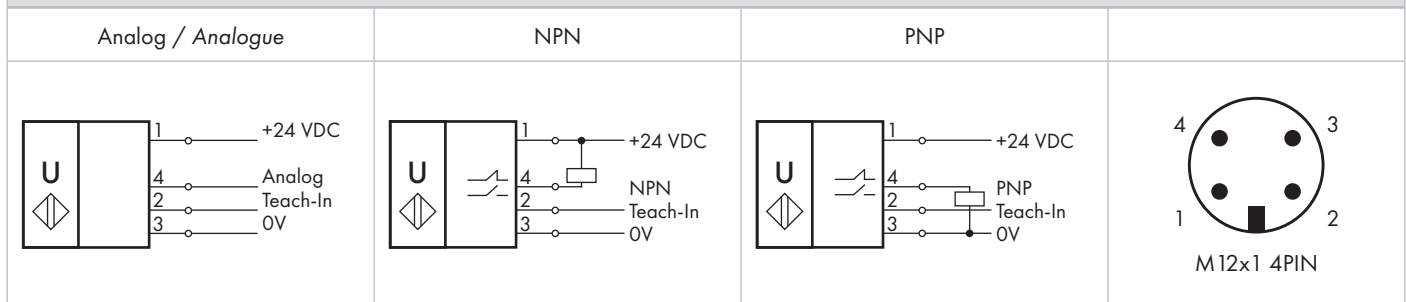 Analog / Analogue
NPN
PNP
U
1
+24 VDC
4
Analog
2
Teach-In
3
0V
U
1
+24 VDC
4
NPN
2
Teach-In
3
0V
U
1
+24 VDC
4
PNP
2
Teach-In
3
0V
4
3
1
2
M12x1 4PIN